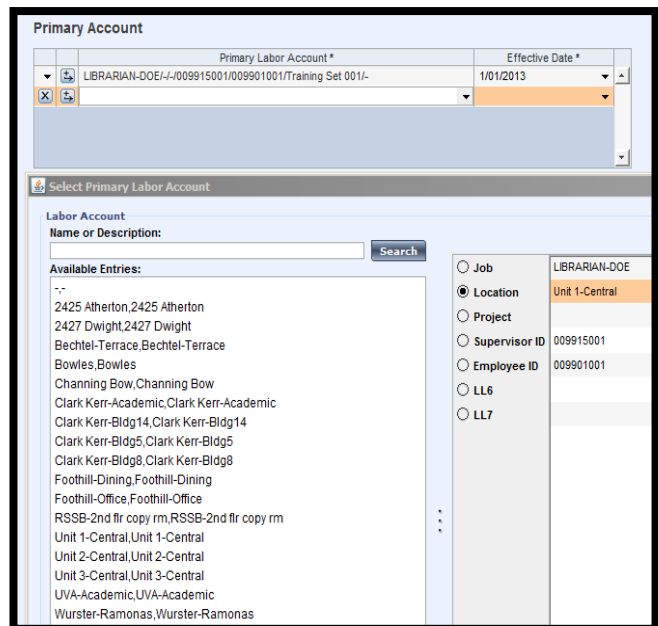 Primary Account
Primary Labor Account *
Effective Date *
LIBRARIAN-DOE/-/-/009915001/009901001/Training Set 001/-
1/01/2013
X
Select Primary Labor Account
Labor Account
Name or Description:
Search
Available Entries:
-,-
2425 Atherton,2425 Atherton
2427 Dwight,2427 Dwight
Bechtel-Terrace,Bechtel-Terrace
Bowles,Bowles
Channing Bow,Channing Bow
Clark Kerr-Academic,Clark Kerr-Academic
Clark Kerr-Bldg14,Clark Kerr-Bldg14
Clark Kerr-Bldg5,Clark Kerr-Bldg5
Clark Kerr-Bldg8,Clark Kerr-Bldg8
Foothill-Dining,Foothill-Dining
Foothill-Office,Foothill-Office
RSSB-2nd flr copy rm,RSSB-2nd flr copy rm
Unit 1-Central,Unit 1-Central
Unit 2-Central,Unit 2-Central
Unit 3-Central,Unit 3-Central
UVA-Academic,UVA-Academic
Wurster-Ramonas,Wurster-Ramonas
Job LIBRARIAN-DOE
Location Unit 1-Central
Project
Supervisor ID 009915001
Employee ID 009901001
LL6
LL7